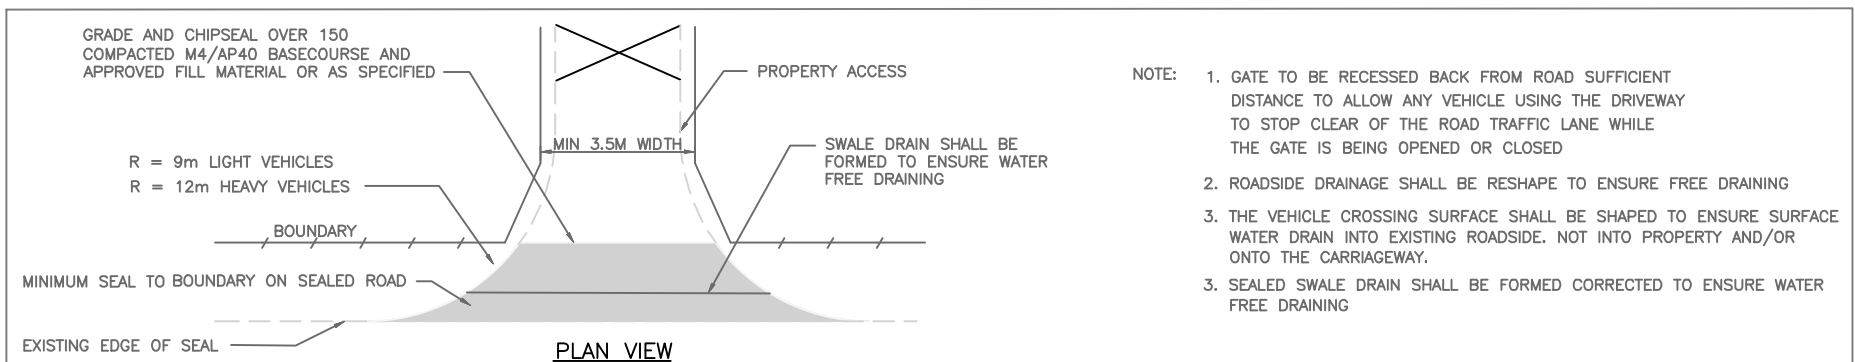 GRADE AND CHIPSEAL OVER 150
COMPACTED M4/AP40 BASECOURSE AND
APPROVED FILL MATERIAL OR AS SPECIFIED
PROPERTY ACCESS
MIN 3.5M WIDTH
SWALE DRAIN SHALL BE
FORMED TO ENSURE WATER
FREE DRAINING
R = 9m LIGHT VEHICLES
R = 12m HEAVY VEHICLES
BOUNDARY
MINIMUM SEAL TO BOUNDARY ON SEALED ROAD
EXISTING EDGE OF SEAL
PLAN VIEW
NOTE: 1. GATE TO BE RECESSED BACK FROM ROAD SUFFICIENT
DISTANCE TO ALLOW ANY VEHICLE USING THE DRIVEWAY
TO STOP CLEAR OF THE ROAD TRAFFIC LANE WHILE
THE GATE IS BEING OPENED OR CLOSED
2. ROADSIDE DRAINAGE SHALL BE RESHAPE TO ENSURE FREE DRAINING
3. THE VEHICLE CROSSING SURFACE SHALL BE SHAPED TO ENSURE SURFACE
WATER DRAIN INTO EXISTING ROADSIDE. NOT INTO PROPERTY AND/OR
ONTO THE CARRIAGEWAY.
3. SEALED SWALE DRAIN SHALL BE FORMED CORRECTED TO ENSURE WATER
FREE DRAINING